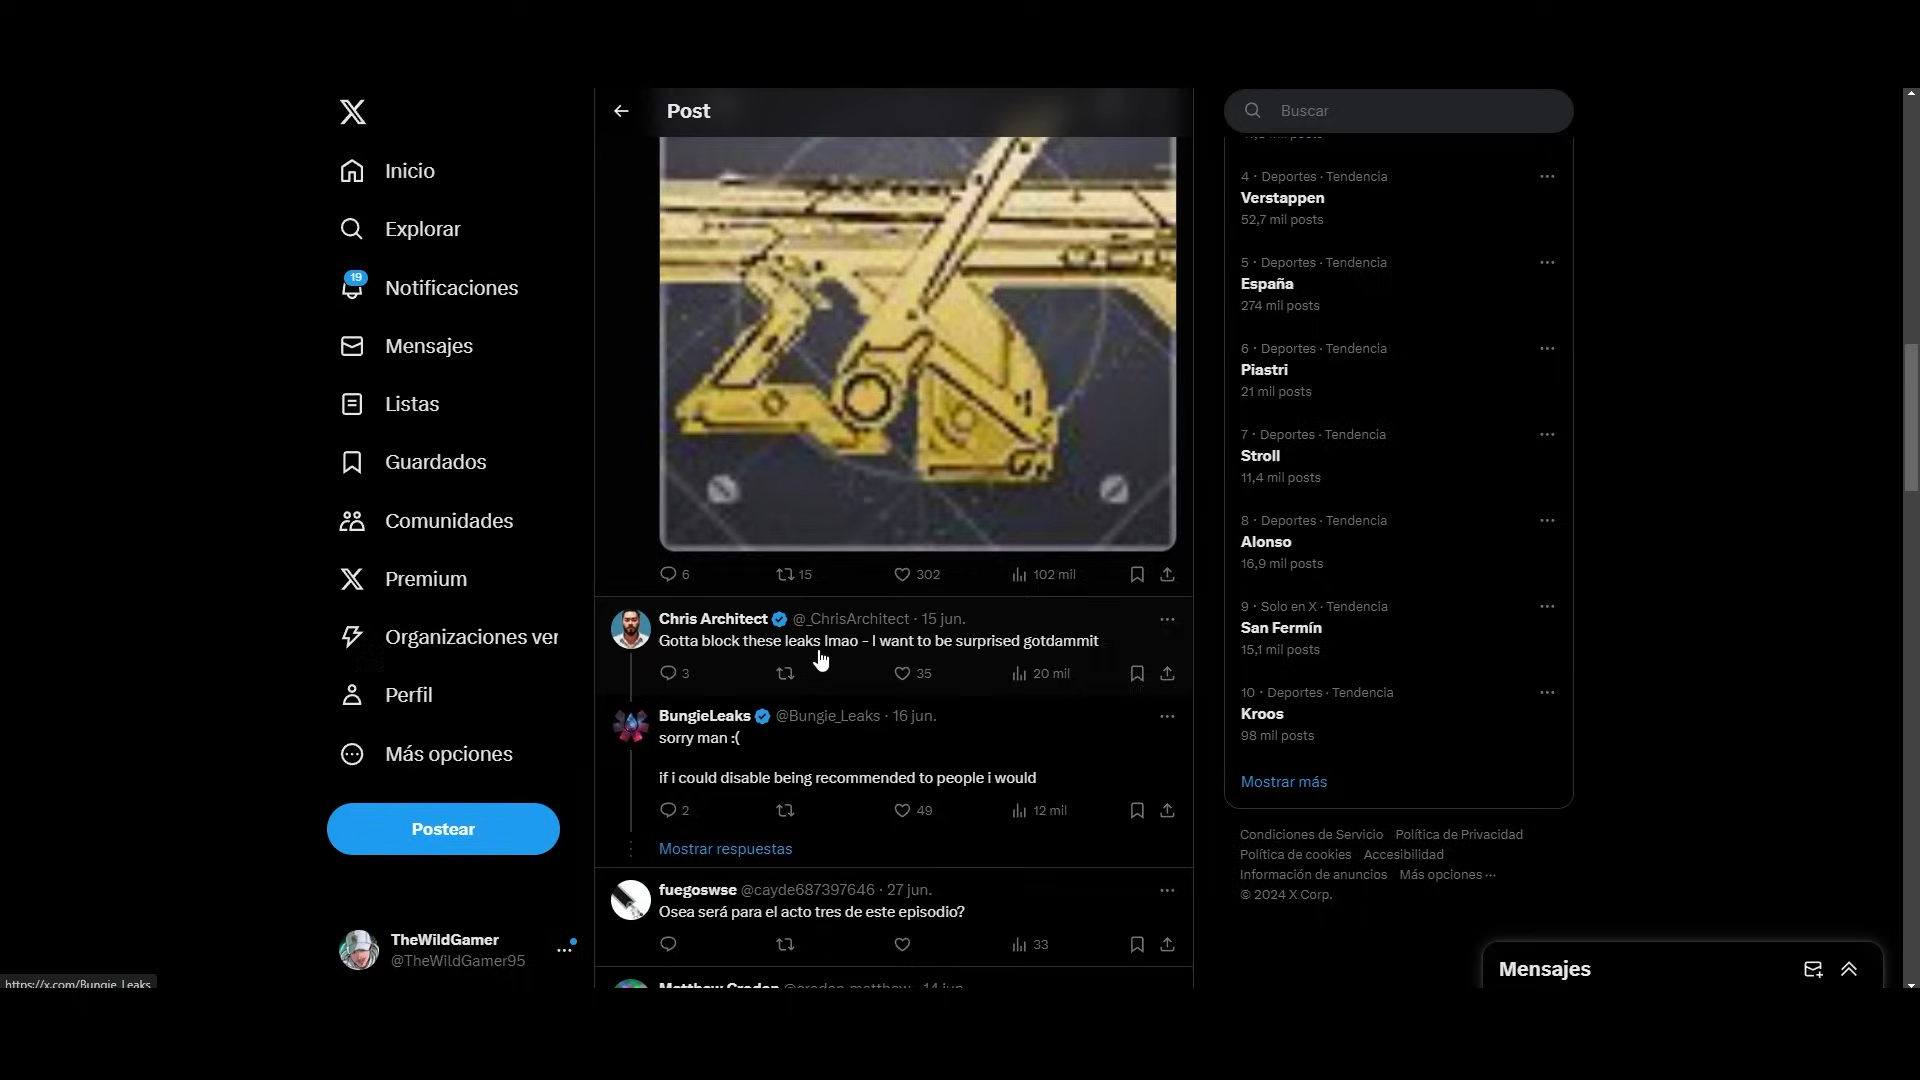 Inicio
Explorar
19
Notificaciones
Mensajes
Listas
Guardados
Comunidades
Premium
Organizaciones ver
Perfil
Más opciones
Postear
TheWildGamer
@TheWildGamer95
https://x.com/Bungie_Leaks
Post
6 15 302 102 mil
Chris Architect @_ChrisArchitect · 15 jun.
Gotta block these leaks lmao - I want to be surprised gotdammit
3 35 20 mil
BungieLeaks @Bungie_Leaks · 16 jun.
sorry man :(
if i could disable being recommended to people i would
2 49 12 mil
Mostrar respuestas
fuegoswse @cayde687397646 · 27 jun.
Osea será para el acto tres de este episodio?
33
Buscar
4 · Deportes · Tendencia
Verstappen
52,7 mil posts
5 · Deportes · Tendencia
España
274 mil posts
6 · Deportes · Tendencia
Piastri
21 mil posts
7 · Deportes · Tendencia
Stroll
11,4 mil posts
8 · Deportes · Tendencia
Alonso
16,9 mil posts
9 · Solo en X · Tendencia
San Fermín
15,1 mil posts
10 · Deportes · Tendencia
Kroos
98 mil posts
Mostrar más
Condiciones de Servicio Política de Privacidad
Política de cookies Accesibilidad
Información de anuncios Más opciones ···
© 2024 X Corp.
Mensajes